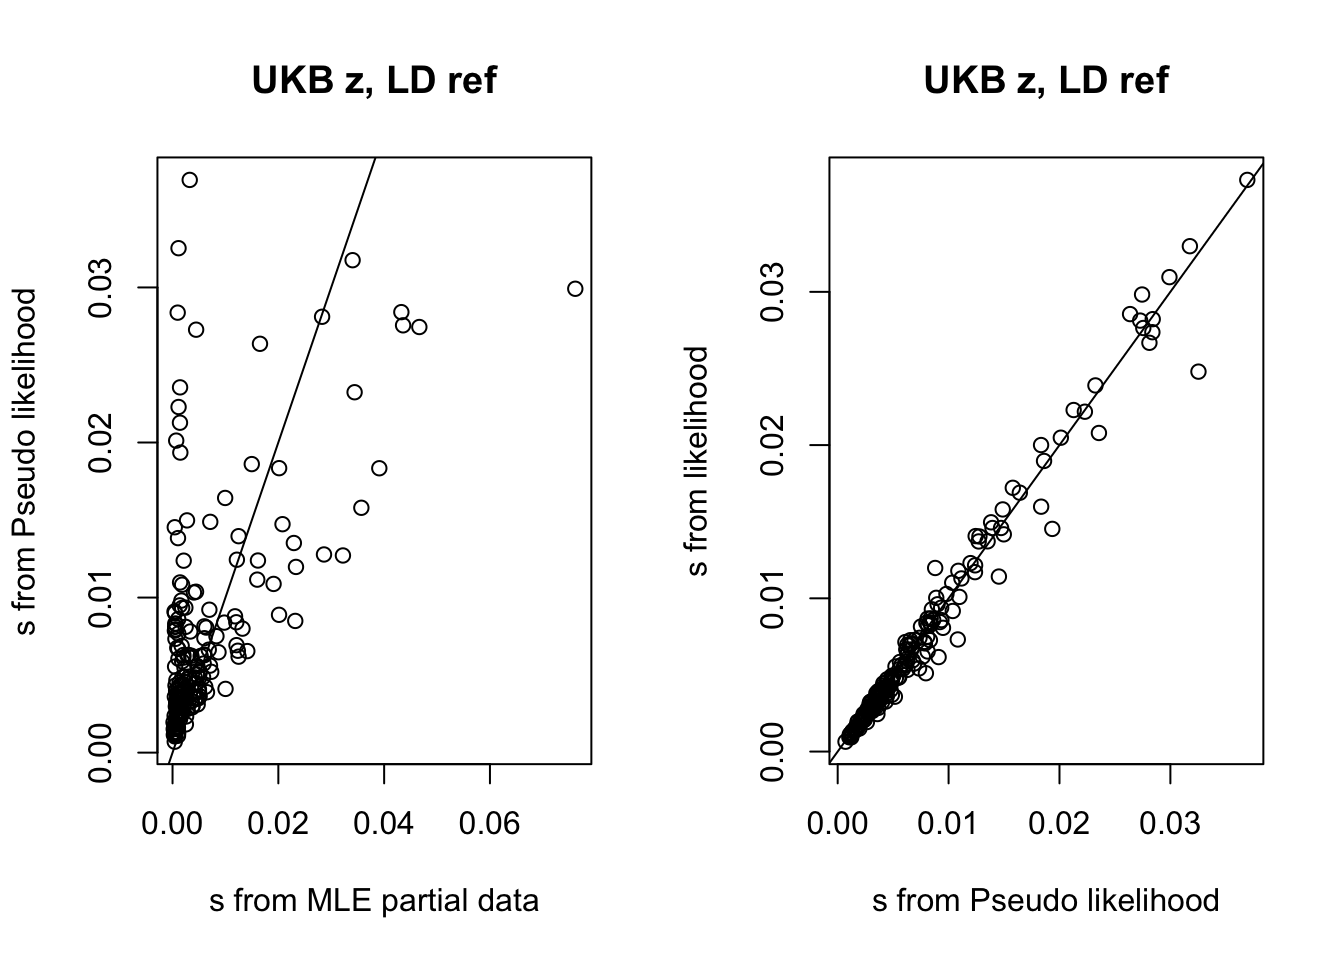 UKB z, LD ref
s from Pseudo likelihood
0.03
0.02
0.01
0.00
0.00 0.02 0.04 0.06
s from MLE partial data
UKB z, LD ref
s from likelihood
0.03
0.02
0.01
0.00
0.00 0.01 0.02 0.03
s from Pseudo likelihood